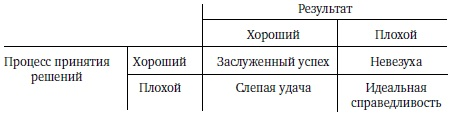 Результат
Хороший Плохой
Процесс принятия решений Хороший Заслуженный успех Невезуха
Плохой Слепая удача Идеальная справедливость